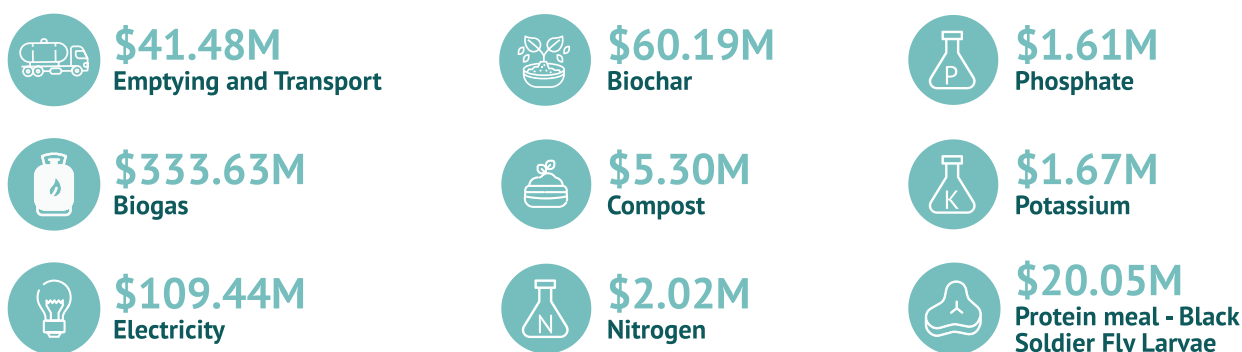 $41.48M
Emptying and Transport
$60.19M
Biochar
P
$1.61M
Phosphate
$333.63M
Biogas
$5.30M
Compost
K
$1.67M
Potassium
$109.44M
Electricity
N
$2.02M
Nitrogen
$20.05M
Protein meal - Black
Soldier Fly Larvae